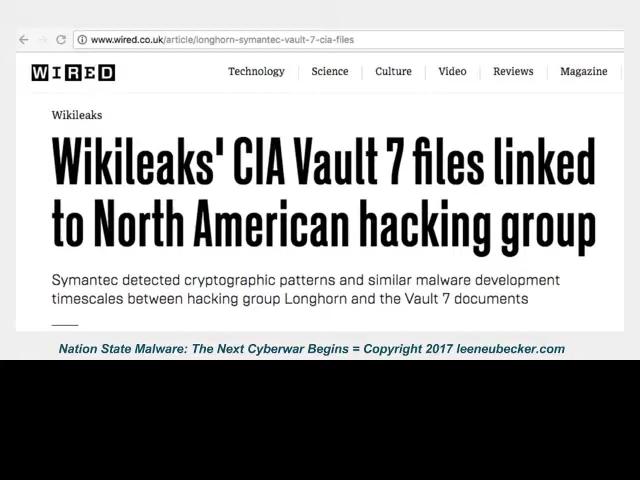 www.wired.co.uk/article/longhorn-symantec-vault-7-cia-files
WIRED
Technology Science Culture Video Reviews Magazine
Wikileaks
Wikileaks' CIA Vault 7 files linked
to North American hacking group
Symantec detected cryptographic patterns and similar malware development
timescales between hacking group Longhorn and the Vault 7 documents
Nation State Malware: The Next Cyberwar Begins = Copyright 2017 leeneubecker.com